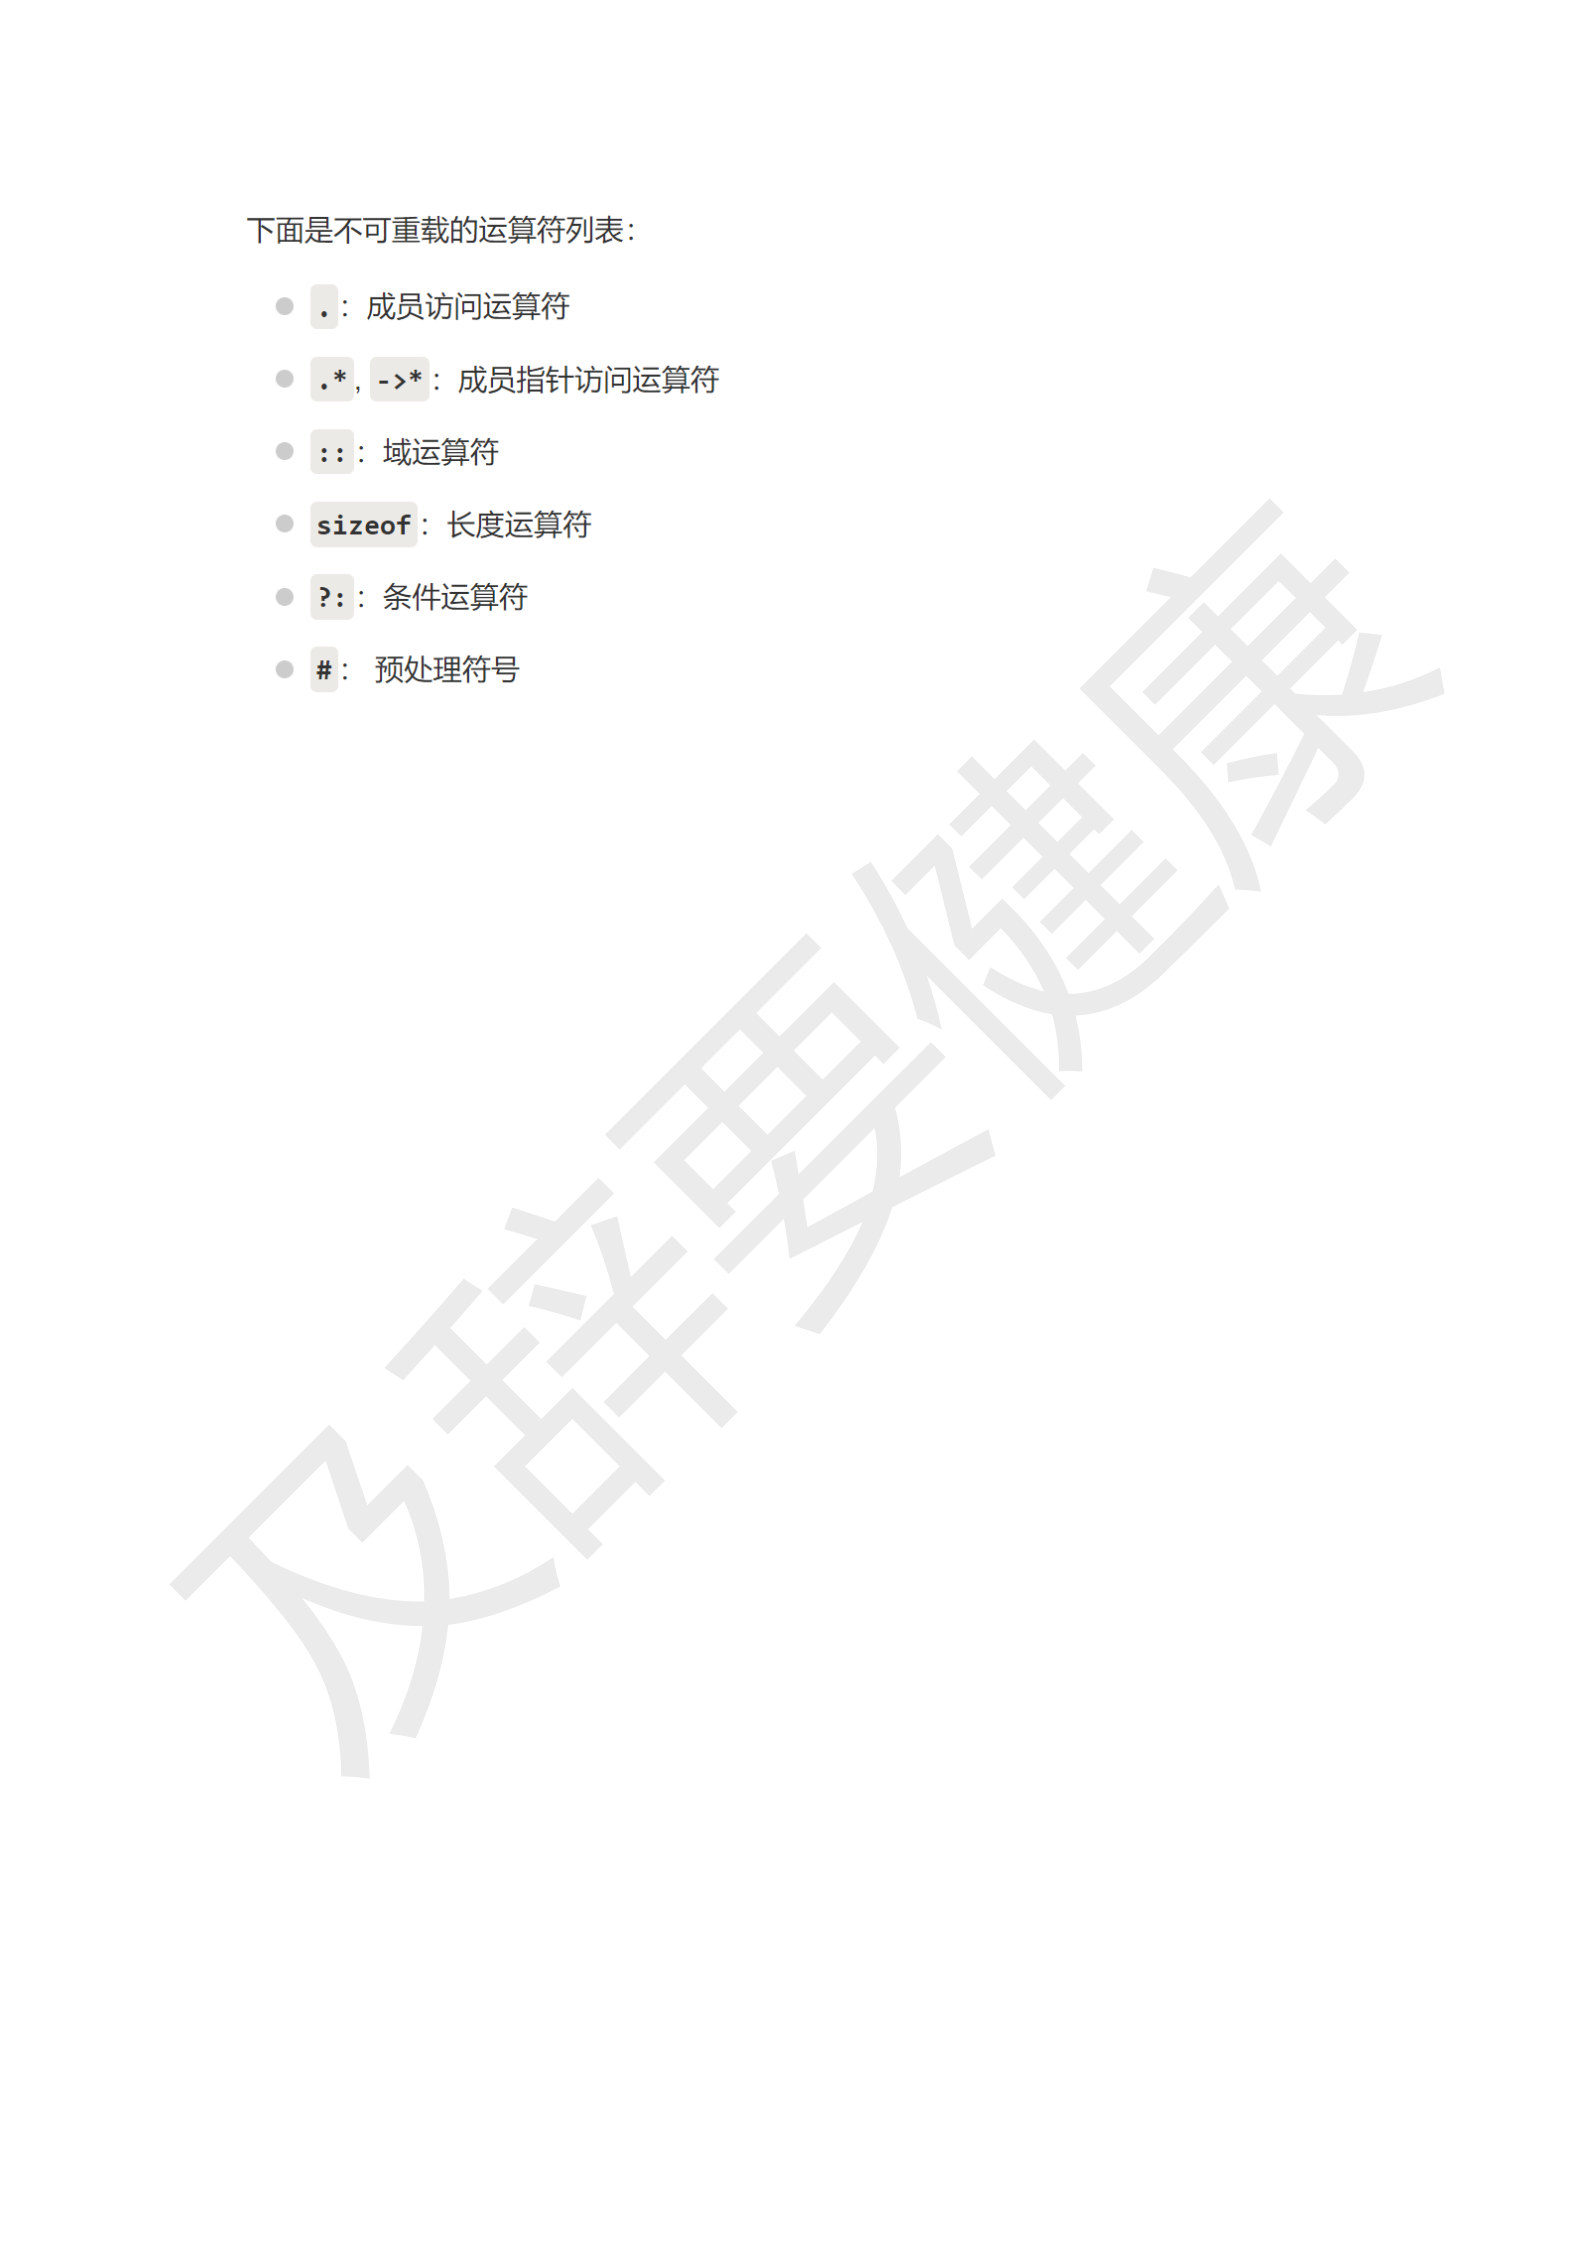 下面是不可重载的运算符列表：
.：成员访问运算符
.*, ->*：成员指针访问运算符
::：域运算符
sizeof：长度运算符
?:：条件运算符
#： 预处理符号
及辞要健康